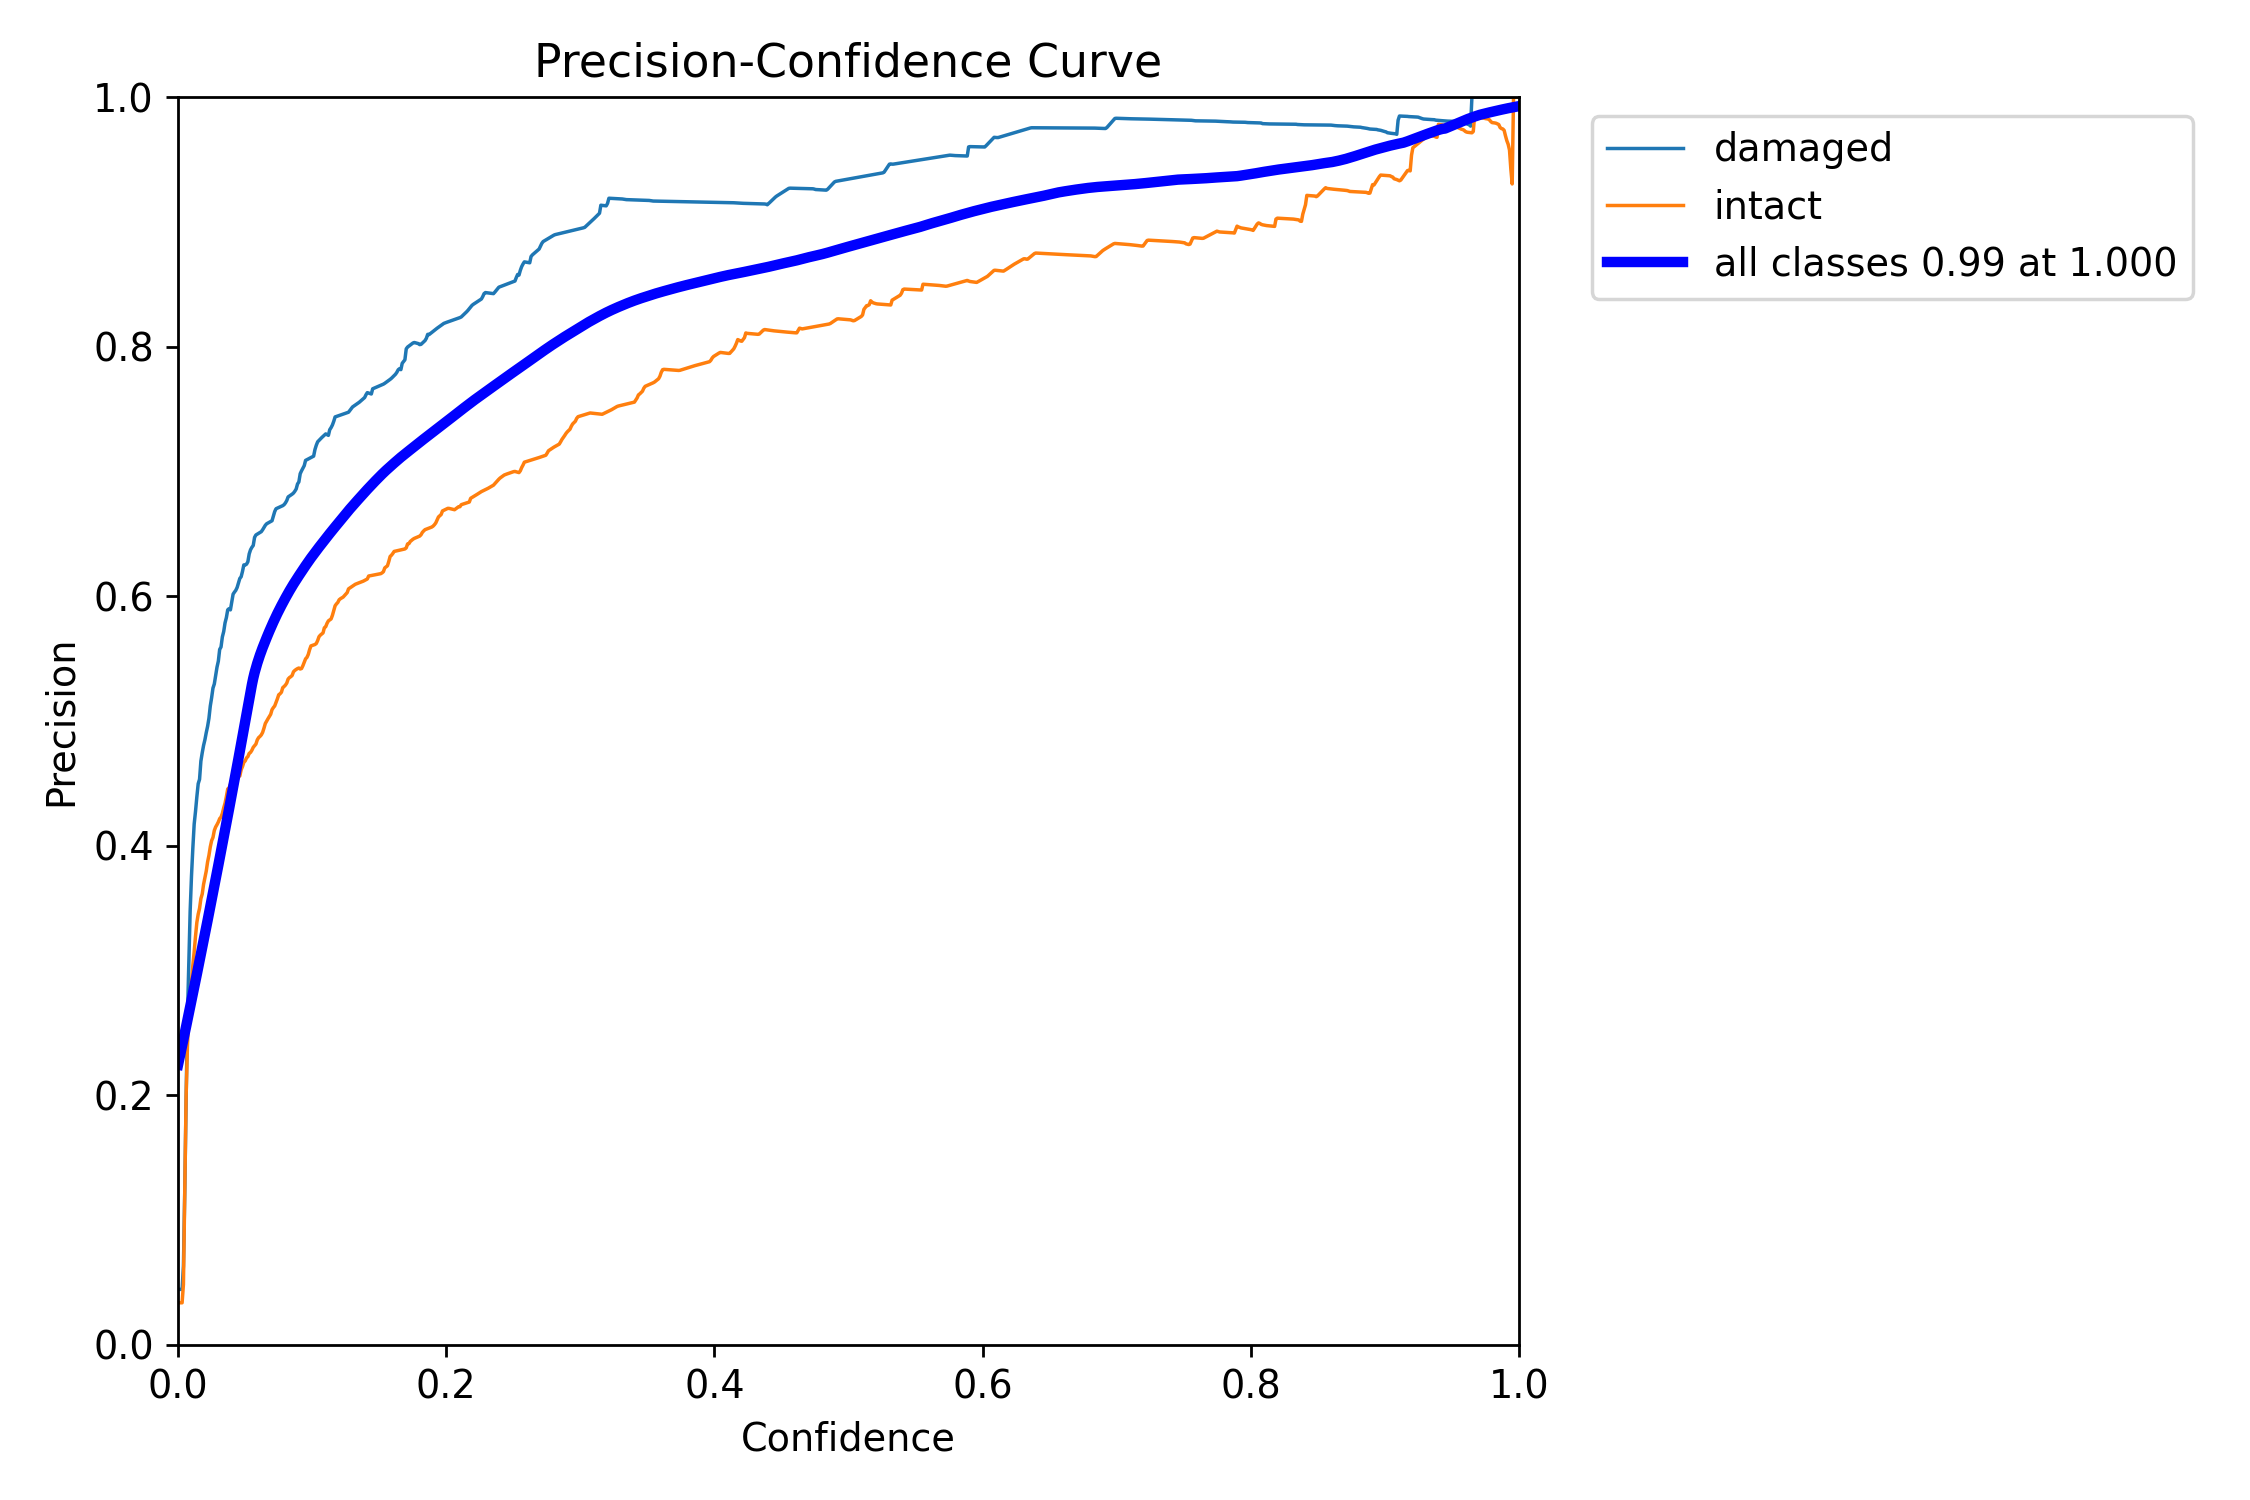 Precision-Confidence Curve
damaged
intact
all classes 0.99 at 1.000
Precision
1.0
0.8
0.6
0.4
0.2
0.0
0.0 0.2 0.4 0.6 0.8 1.0
Confidence